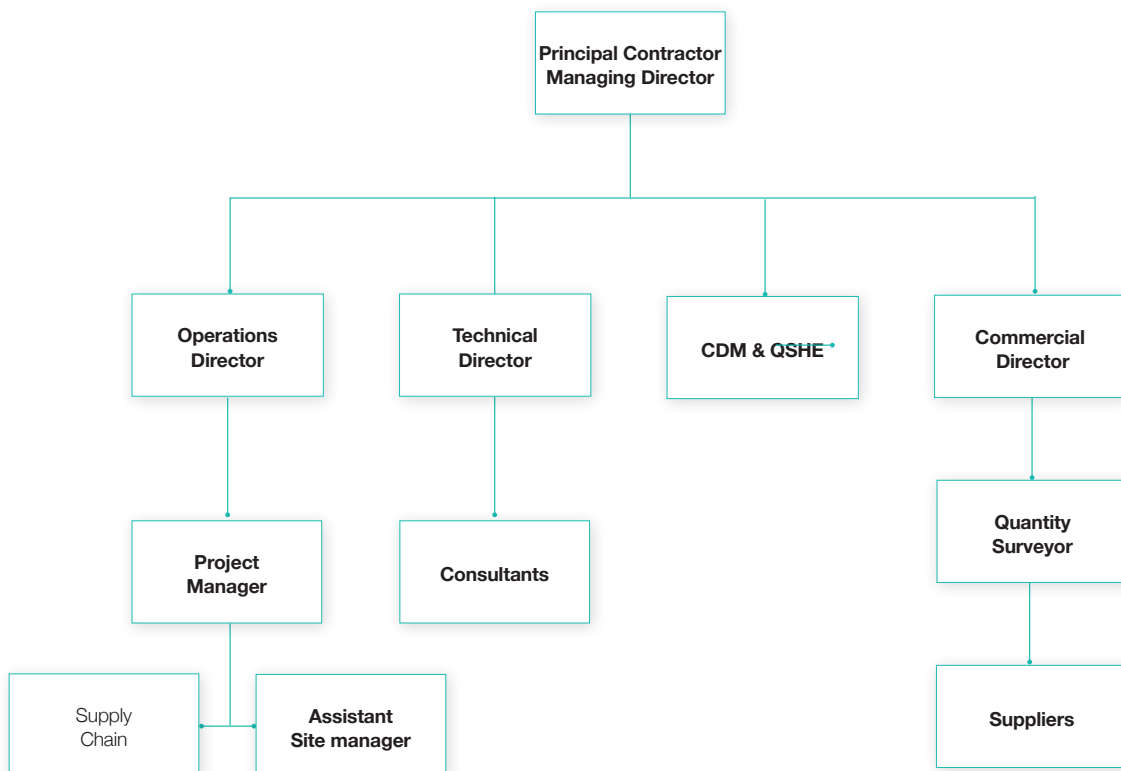 Principal Contractor
Managing Director
Operations
Director
Technical
Director
CDM & QSHE
Commercial
Director
Project
Manager
Consultants
Quantity
Surveyor
Supply
Chain
Assistant
Site manager
Suppliers